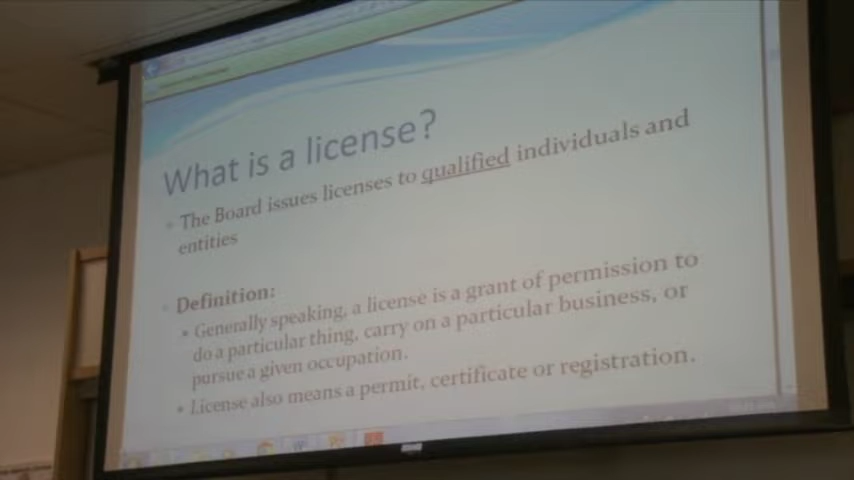 What is a license?
The Board issues licenses to qualified individuals and
entities
Definition:
Generally speaking, a license is a grant of permission to
do a particular thing, carry on a particular business, or
pursue a given occupation.
License also means a permit, certificate or registration.